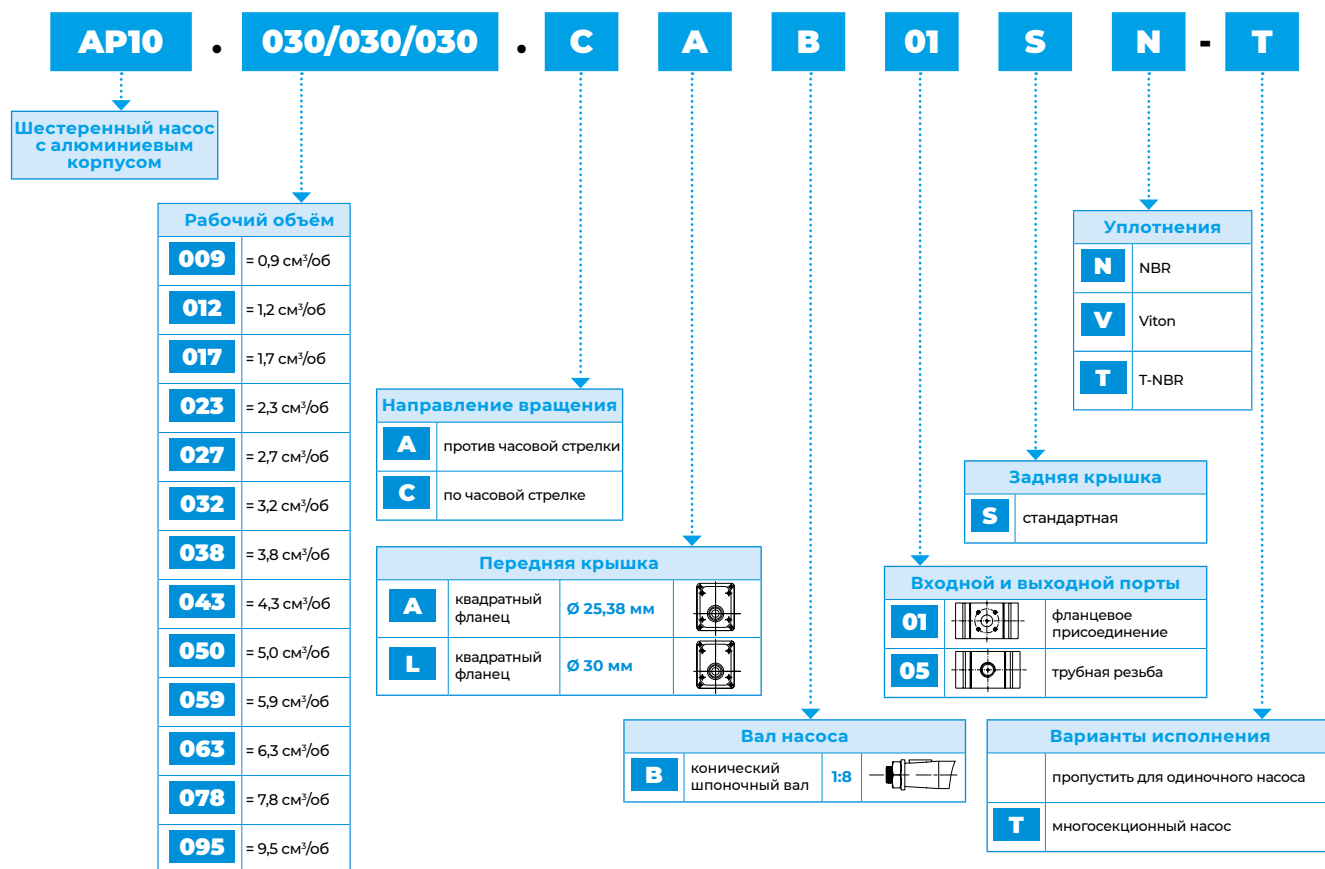 AP10 . 030/030/030 . C A B 01 S N - T
Шестеренный насос
с алюминиевым
корпусом
Рабочий объём
009 = 0,9 см³/об
012 = 1,2 см³/об
017 = 1,7 см³/об
023 = 2,3 см³/об
027 = 2,7 см³/об
032 = 3,2 см³/об
038 = 3,8 см³/об
043 = 4,3 см³/об
050 = 5,0 см³/об
059 = 5,9 см³/об
063 = 6,3 см³/об
078 = 7,8 см³/об
095 = 9,5 см³/об
Направление вращения
A против часовой стрелки
C по часовой стрелке
Передняя крышка
A квадратный
фланец Ø 25,38 мм
L квадратный
фланец Ø 30 мм
Вал насоса
B конический
шпоночный вал 1:8
Входной и выходной порты
01 фланцевое
присоединение
05 трубная резьба
Задняя крышка
S стандартная
Уплотнения
N NBR
V Viton
T T-NBR
Варианты исполнения
пропустить для одиночного насоса
T многосекционный насос